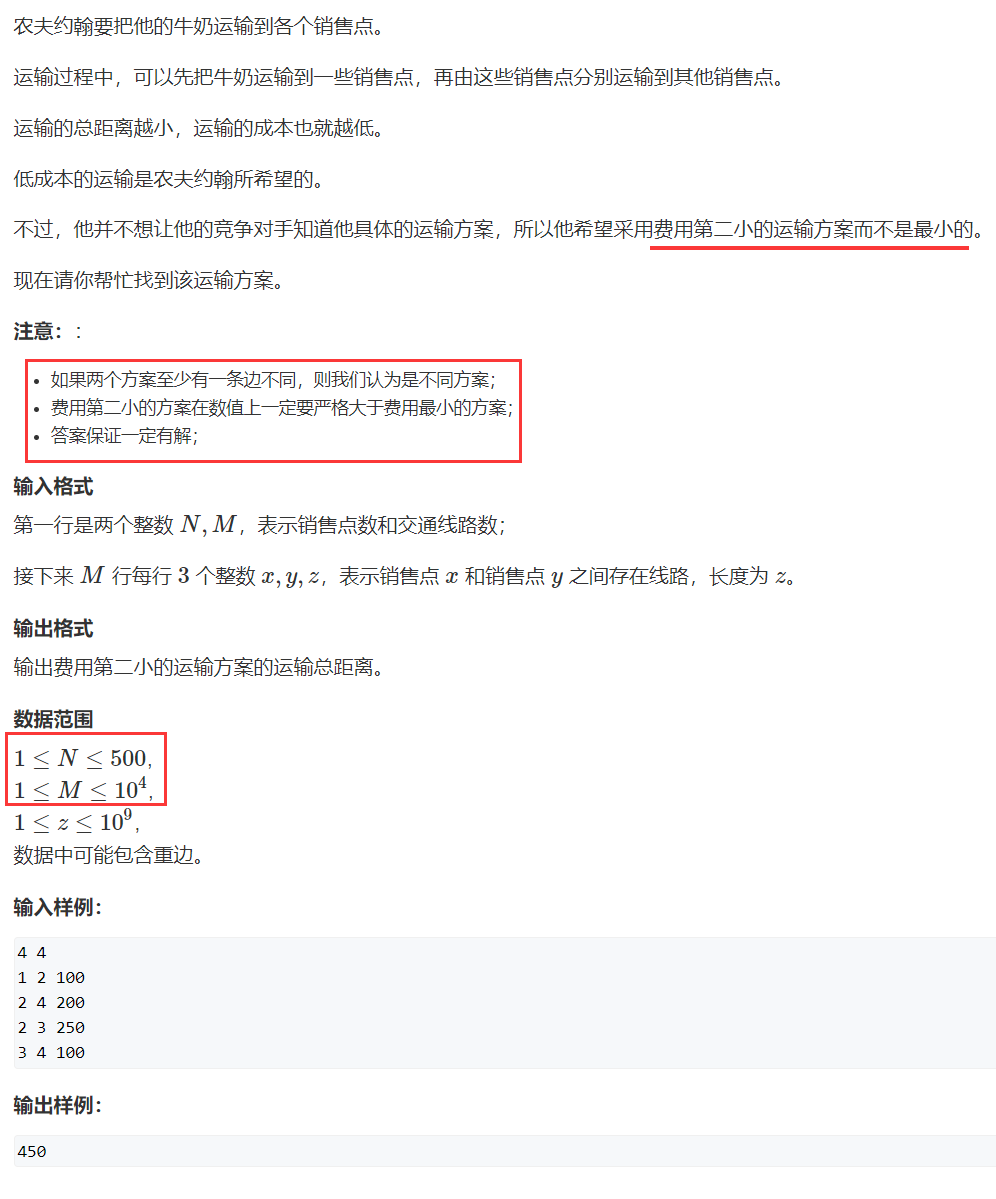 农夫约翰要把他的牛奶运输到各个销售点。
运输过程中，可以先把牛奶运输到一些销售点，再由这些销售点分别运输到其他销售点。
运输的总距离越小，运输的成本也就越低。
低成本的运输是农夫约翰所希望的。
不过，他并不想让他的竞争对手知道他具体的运输方案，所以他希望采用费用第二小的运输方案而不是最小的。
现在请你帮忙找到该运输方案。
注意：:
• 如果两个方案至少有一条边不同，则我们认为是不同方案；
• 费用第二小的方案在数值上一定要严格大于费用最小的方案；
• 答案保证一定有解；
输入格式
第一行是两个整数 N, M，表示销售点数和交通线路数；
接下来 M 行每行 3 个整数 x, y, z，表示销售点 x 和销售点 y 之间存在线路，长度为 z。
输出格式
输出费用第二小的运输方案的运输总距离。
数据范围
1 ≤ N ≤ 500,
1 ≤ M ≤ 10⁴,
1 ≤ z ≤ 10⁹,
数据中可能包含重边。
输入样例：
4 4
1 2 100
2 4 200
2 3 250
3 4 100
输出样例：
450